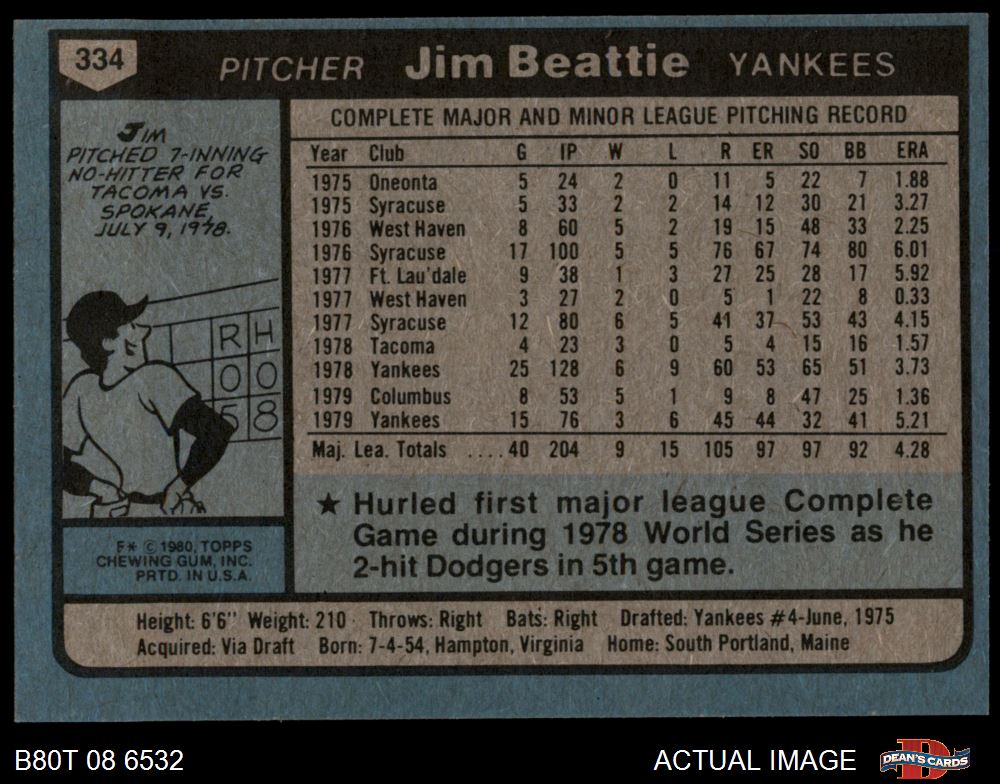 334 PITCHER Jim Beattie YANKEES
JIM
PITCHED 7-INNING
NO-HITTER FOR
TACOMA VS.
SPOKANE,
JULY 9, 1978.
R H
0 0
5 8
F* © 1980, TOPPS
CHEWING GUM, INC.
PRTD. IN U.S.A.
COMPLETE MAJOR AND MINOR LEAGUE PITCHING RECORD
Year Club G IP W L R ER SO BB ERA
1975 Oneonta 5 24 2 0 11 5 22 7 1.88
1975 Syracuse 5 33 2 2 14 12 30 21 3.27
1976 West Haven 8 60 5 2 19 15 48 33 2.25
1976 Syracuse 17 100 5 5 76 67 74 80 6.01
1977 Ft. Lau'dale 9 38 1 3 27 25 28 17 5.92
1977 West Haven 3 27 2 0 5 1 22 8 0.33
1977 Syracuse 12 80 6 5 41 37 53 43 4.15
1978 Tacoma 4 23 3 0 5 4 15 16 1.57
1978 Yankees 25 128 6 9 60 53 65 51 3.73
1979 Columbus 8 53 5 1 9 8 47 25 1.36
1979 Yankees 15 76 3 6 45 44 32 41 5.21
Maj. Lea. Totals ....40 204 9 15 105 97 97 92 4.28
★ Hurled first major league Complete
Game during 1978 World Series as he
2-hit Dodgers in 5th game.
Height: 6'6" Weight: 210 Throws: Right Bats: Right Drafted: Yankees #4-June, 1975
Acquired: Via Draft Born: 7-4-54, Hampton, Virginia Home: South Portland, Maine
B80T 08 6532 ACTUAL IMAGE DEAN'S CARDS